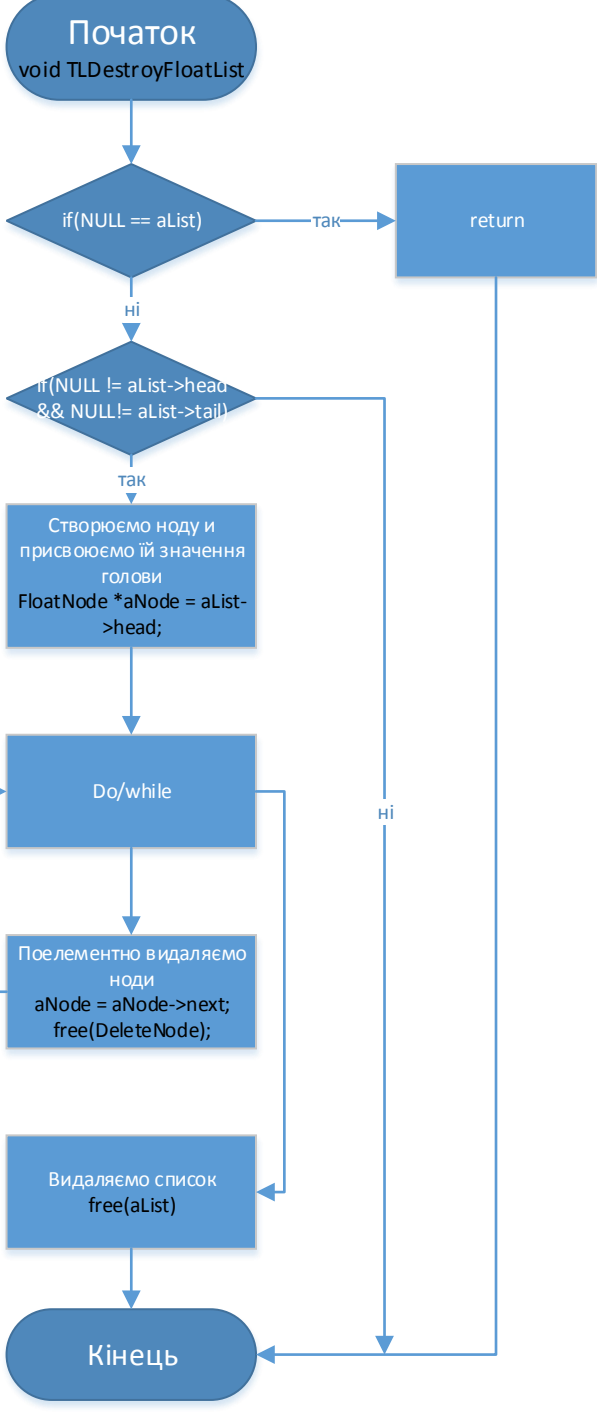 Початок
void TLDestroyFloatList
if(NULL == aList)
так
return
ні
if(NULL != aList->head
&& NULL!= aList->tail)
так
Створюємо ноду и
присвоюємо їй значення
голови
FloatNode *aNode = aList-
>head;
Do/while
ні
Поелементно видаляємо
ноди
aNode = aNode->next;
free(DeleteNode);
Видаляємо список
free(aList)
Кінець